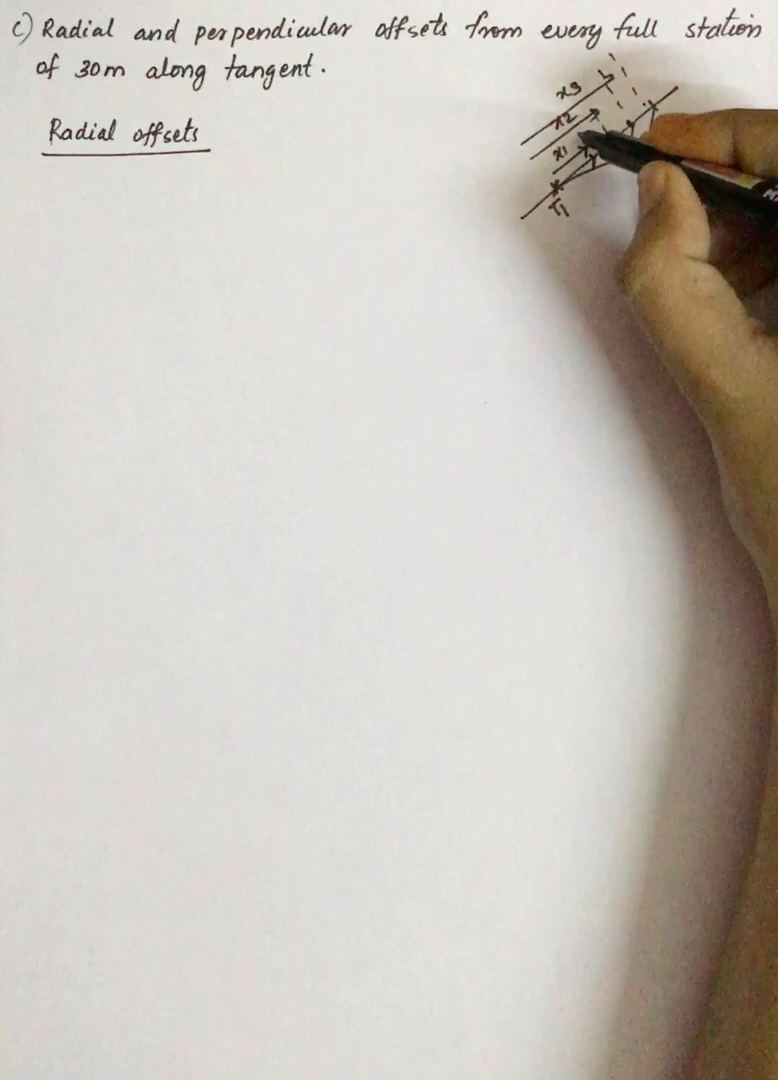 c) Radial and perpendicular offsets from every full station
of 30m along tangent.
Radial offsets
x3
x2
x1
T1